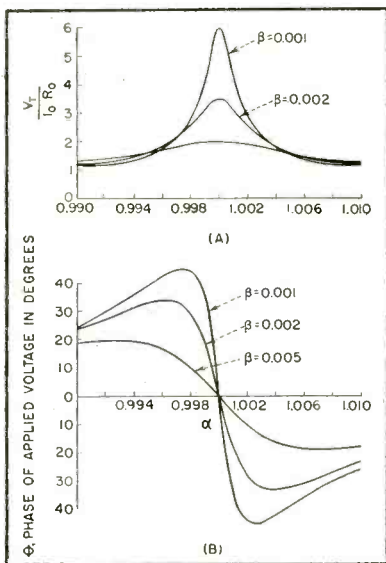 6
5
4
3
2
1
0
V_T
I_0 R_0
β=0.001
β=0.002
0.990 0.994 0.998 1.002 1.006 1.010
(A)
Φ, PHASE OF APPLIED VOLTAGE IN DEGREES
40
30
20
10
0
10
20
30
40
β=0.001
β=0.002
β=0.005
0.994 0.998 1.002 1.006 1.010
α
(B)